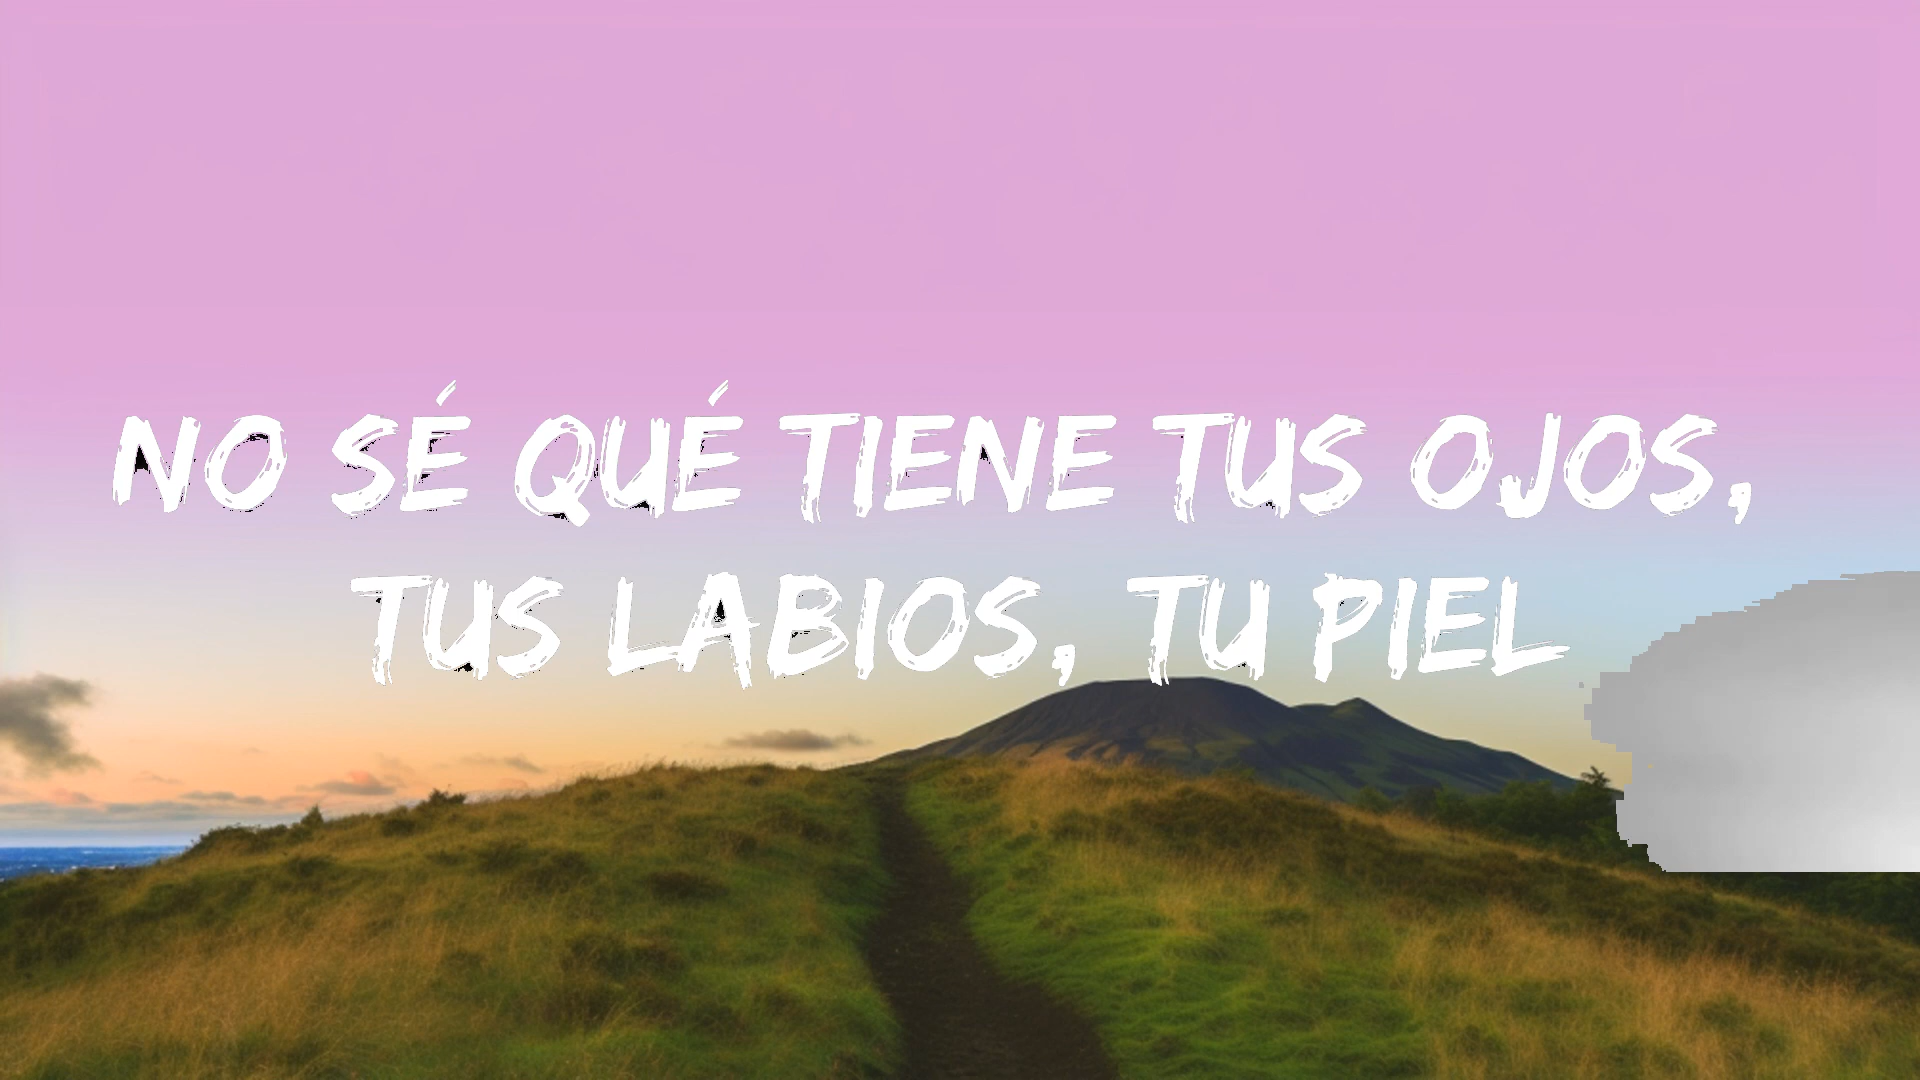 NO SÉ QUÉ TIENE TUS OJOS,
TUS LABIOS, TU PIEL